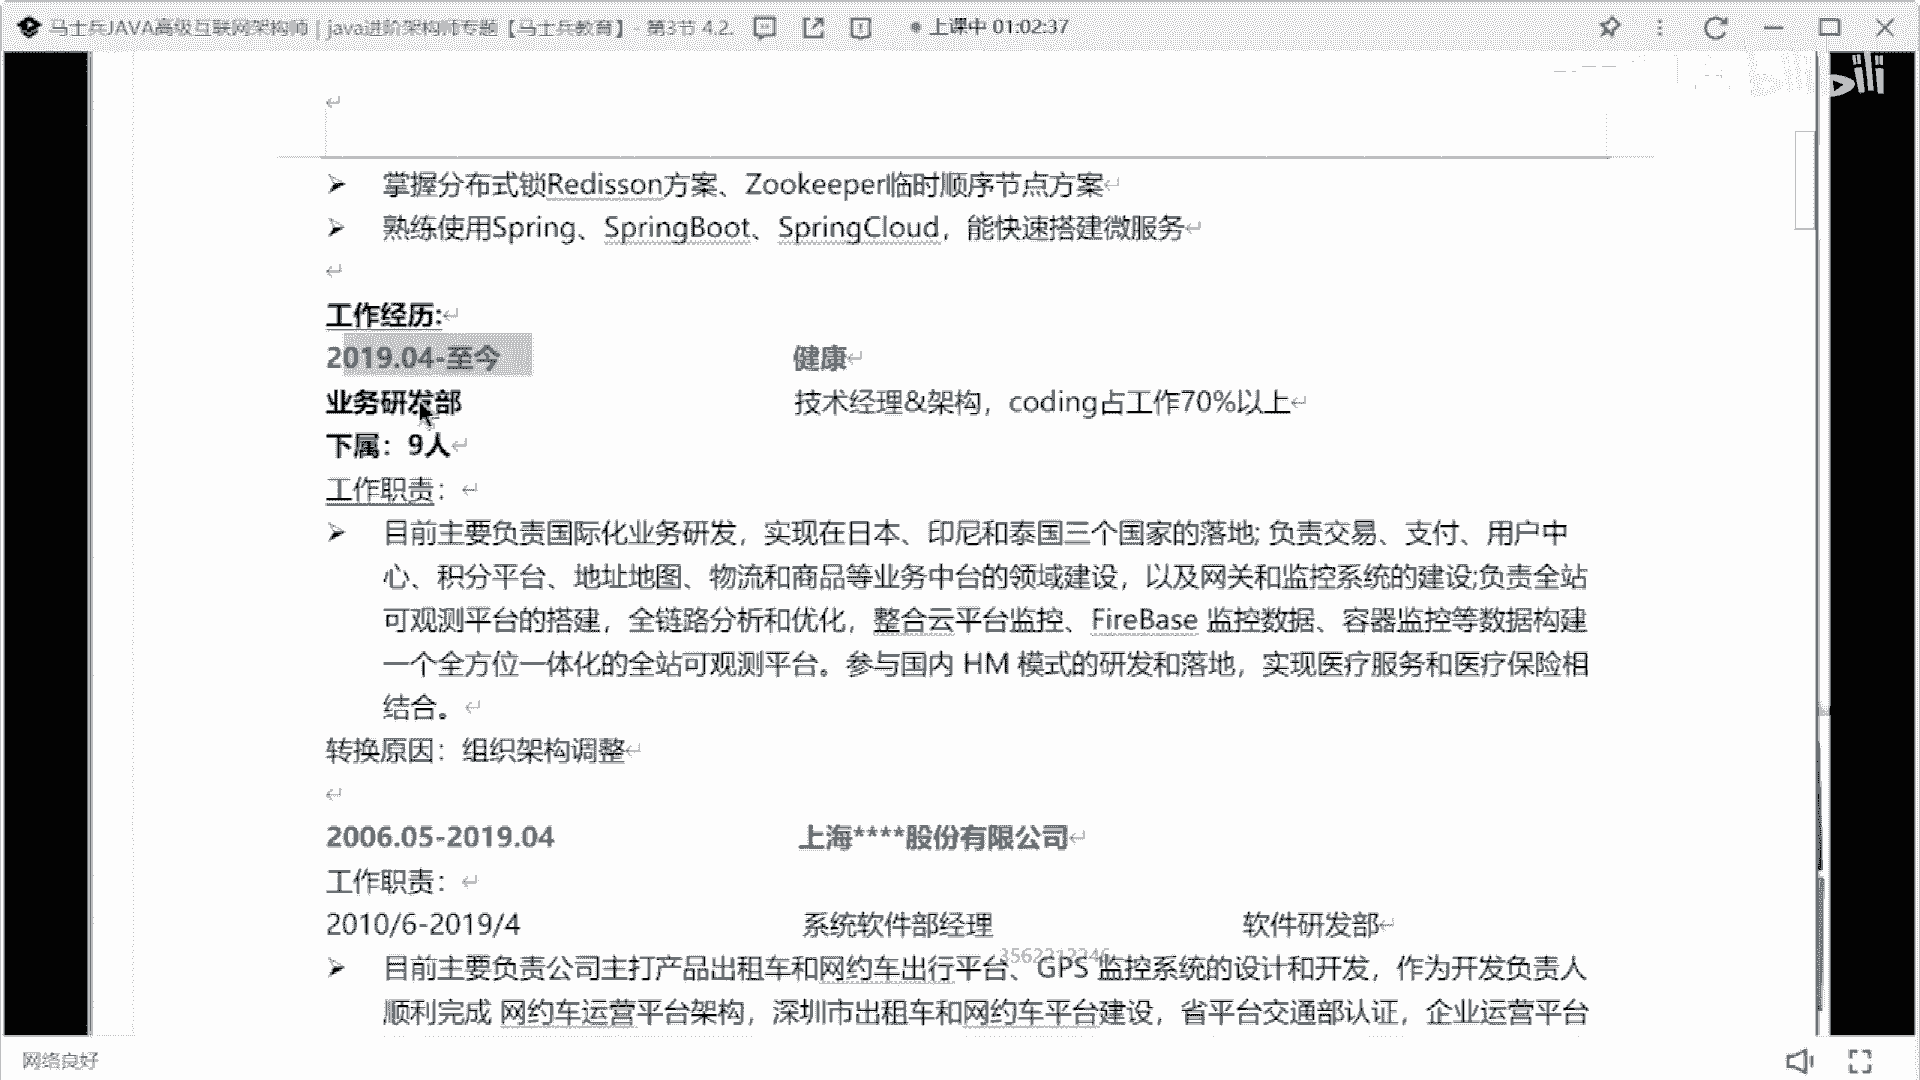 马士兵JAVA高级互联网架构师 | java进阶架构师专题【马士兵教育】- 第3节 4.2.
上课中 01:02:37
掌握分布式锁Redisson方案、Zookeeper临时顺序节点方案
熟练使用Spring、SpringBoot、SpringCloud，能快速搭建微服务
工作经历:
2019.04-至今 健康
业务研发部 技术经理&架构，coding占工作70%以上
下属：9人
工作职责：
目前主要负责国际化业务研发，实现在日本、印尼和泰国三个国家的落地; 负责交易、支付、用户中
心、积分平台、地址地图、物流和商品等业务中台的领域建设，以及网关和监控系统的建设;负责全站
可观测平台的搭建，全链路分析和优化，整合云平台监控、FireBase 监控数据、容器监控等数据构建
一个全方位一体化的全站可观测平台。参与国内 HM 模式的研发和落地，实现医疗服务和医疗保险相
结合。
转换原因：组织架构调整
2006.05-2019.04 上海****股份有限公司
工作职责：
2010/6-2019/4 系统软件部经理 软件研发部
目前主要负责公司主打产品出租车和网约车出行平台、GPS 监控系统的设计和开发，作为开发负责人
顺利完成 网约车运营平台架构，深圳市出租车和网约车平台建设，省平台交通部认证，企业运营平台
网络良好